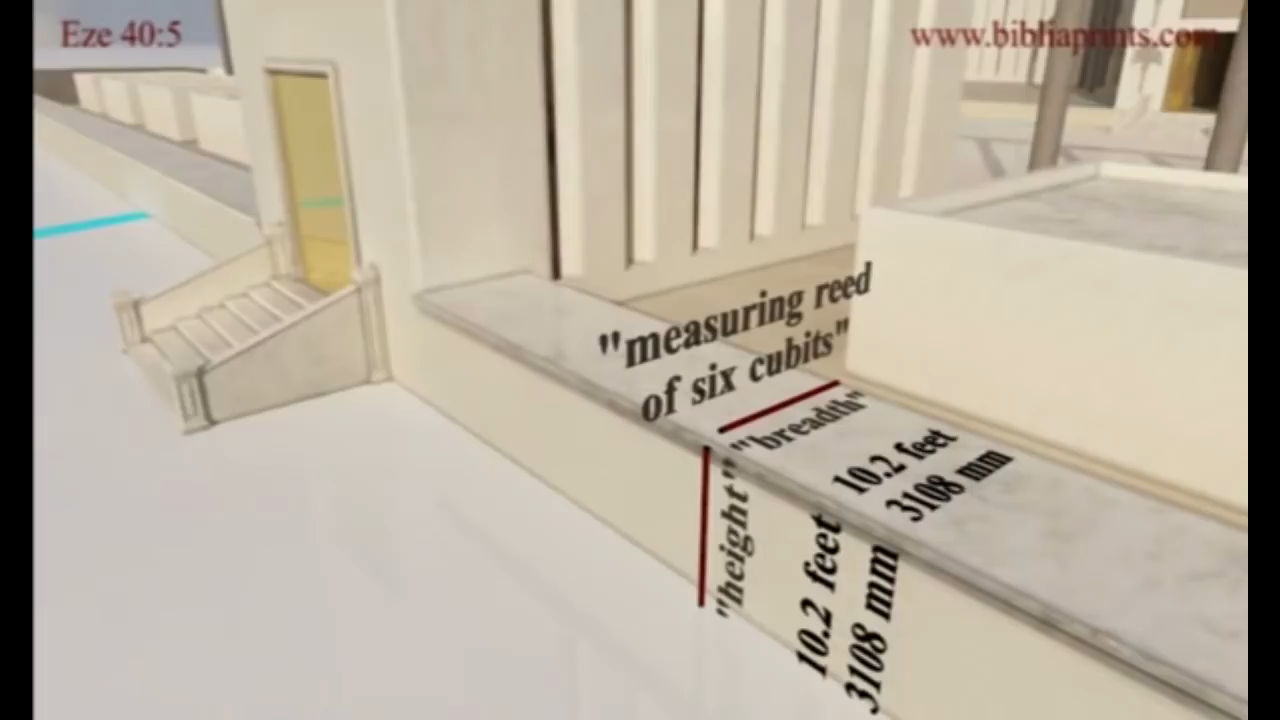 Eze 40:5
www.bibliaprints.com
"measuring reed
of six cubits"
"breadth"
10.2 feet
3108 mm
"height"
10.2 feet
3108 mm